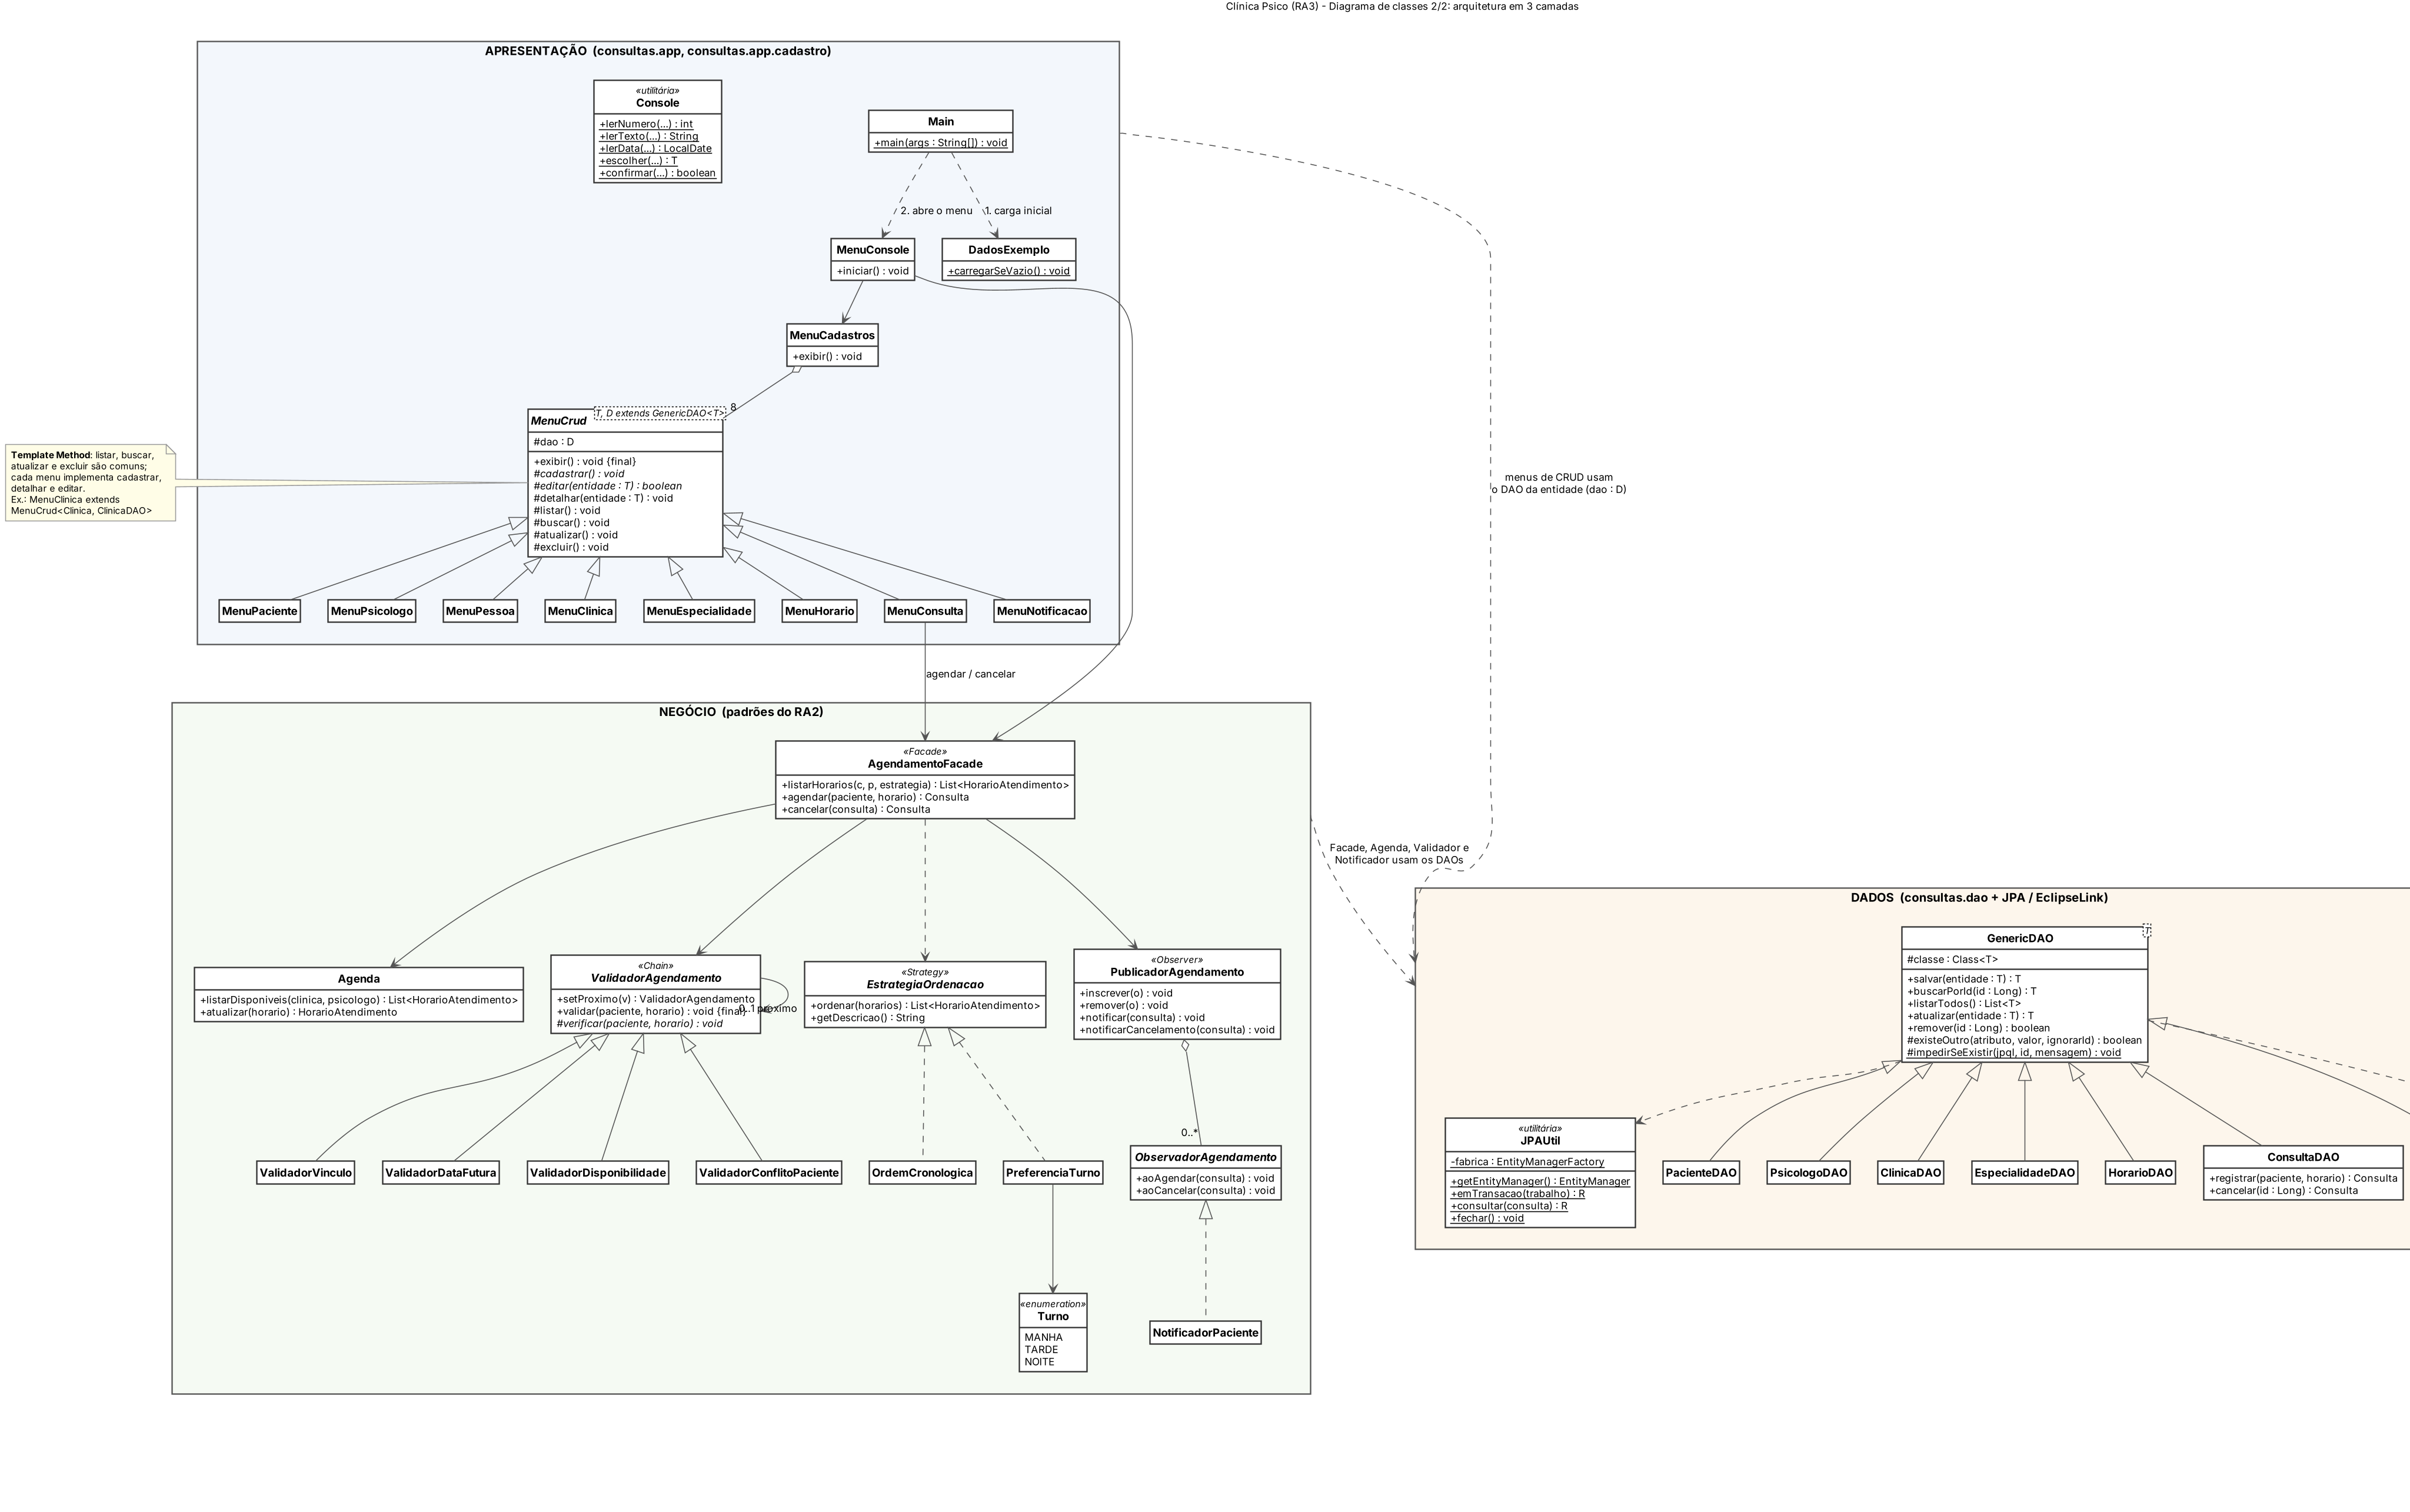 Clínica Psico (RA3) - Diagrama de classes 2/2: arquitetura em 3 camadas
APRESENTAÇÃO (consultas.app, consultas.app.cadastro)
«utilitária»
Console
+lerNumero(...) : int
+lerTexto(...) : String
+lerData(...) : LocalDate
+escolher(...) : T
+confirmar(...) : boolean
Main
+main(args : String[]) : void
2. abre o menu
1. carga inicial
MenuConsole
+iniciar() : void
DadosExemplo
+carregarSeVazio() : void
MenuCadastros
+exibir() : void
8
MenuCrud
T, D extends GenericDAO<T>
#dao : D
+exibir() : void {final}
#cadastrar() : void
#editar(entidade : T) : boolean
#detalhar(entidade : T) : void
#listar() : void
#buscar() : void
#atualizar() : void
#excluir() : void
Template Method: listar, buscar,
atualizar e excluir são comuns;
cada menu implementa cadastrar,
detalhar e editar.
Ex.: MenuClinica extends
MenuCrud<Clinica, ClinicaDAO>
menus de CRUD usam
o DAO da entidade (dao : D)
MenuPaciente
MenuPsicologo
MenuPessoa
MenuClinica
MenuEspecialidade
MenuHorario
MenuConsulta
MenuNotificacao
agendar / cancelar
NEGÓCIO (padrões do RA2)
«Facade»
AgendamentoFacade
+listarHorarios(c, p, estrategia) : List<HorarioAtendimento>
+agendar(paciente, horario) : Consulta
+cancelar(consulta) : Consulta
Facade, Agenda, Validador e
Notificador usam os DAOs
Agenda
+listarDisponiveis(clinica, psicologo) : List<HorarioAtendimento>
+atualizar(horario) : HorarioAtendimento
«Chain»
ValidadorAgendamento
+setProximo(v) : ValidadorAgendamento
+validar(paciente, horario) : void {final}
#verificar(paciente, horario) : void
0..1
proximo
«Strategy»
EstrategiaOrdenacao
+ordenar(horarios) : List<HorarioAtendimento>
+getDescricao() : String
«Observer»
PublicadorAgendamento
+inscrever(o) : void
+remover(o) : void
+notificar(consulta) : void
+notificarCancelamento(consulta) : void
0..*
ValidadorVinculo
ValidadorDataFutura
ValidadorDisponibilidade
ValidadorConflitoPaciente
OrdemCronologica
PreferenciaTurno
ObservadorAgendamento
+aoAgendar(consulta) : void
+aoCancelar(consulta) : void
«enumeration»
Turno
MANHA
TARDE
NOITE
NotificadorPaciente
DADOS (consultas.dao + JPA / EclipseLink)
GenericDAO
T
#classe : Class<T>
+salvar(entidade : T) : T
+buscarPorId(id : Long) : T
+listarTodos() : List<T>
+atualizar(entidade : T) : T
+remover(id : Long) : boolean
#existeOutro(atributo, valor, ignorarId) : boolean
#impedirSeExistir(jpql, id, mensagem) : void
«utilitária»
JPAUtil
-fabrica : EntityManagerFactory
+getEntityManager() : EntityManager
+emTransacao(trabalho) : R
+consultar(consulta) : R
+fechar() : void
PacienteDAO
PsicologoDAO
ClinicaDAO
EspecialidadeDAO
HorarioDAO
ConsultaDAO
+registrar(paciente, horario) : Consulta
+cancelar(id : Long) : Consulta